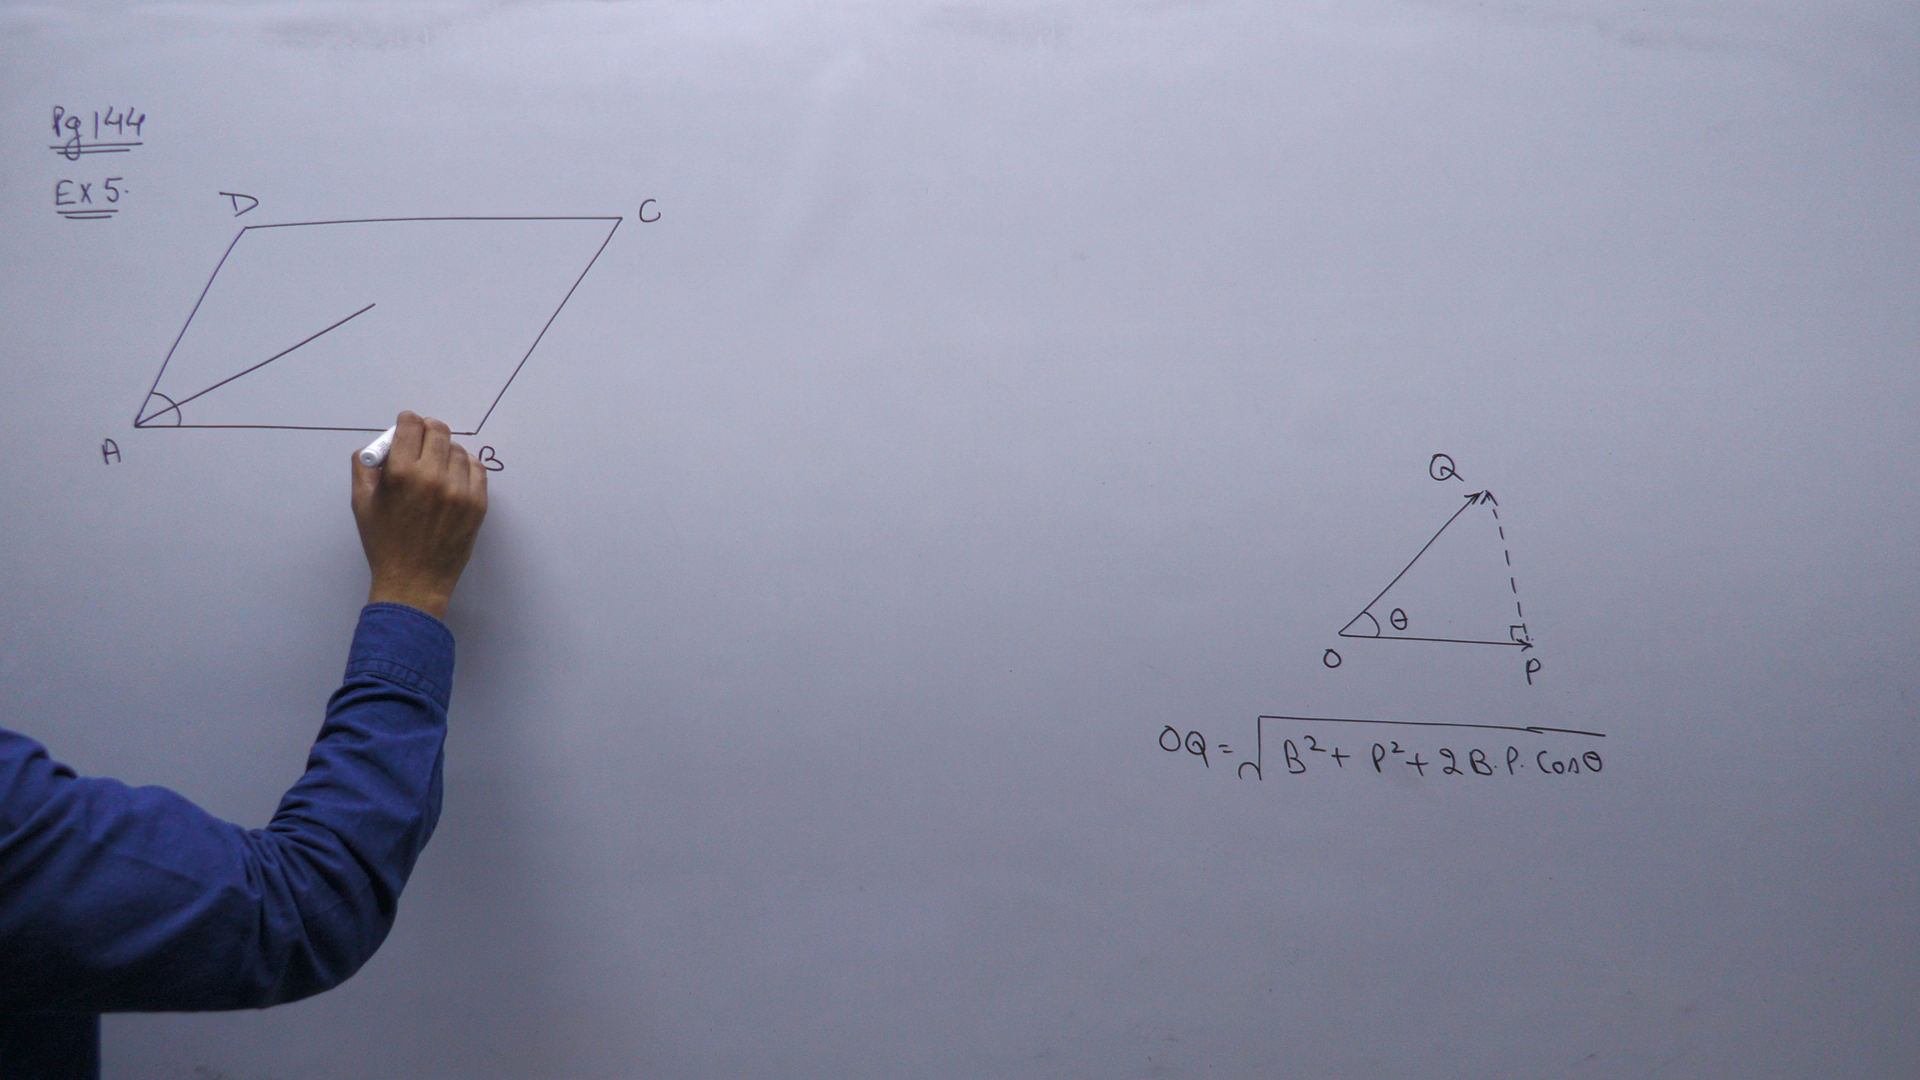 Pg 144
Ex 5.
D C
A B
Q
θ
O P
OQ = √B² + P² + 2B.P. Cosθ